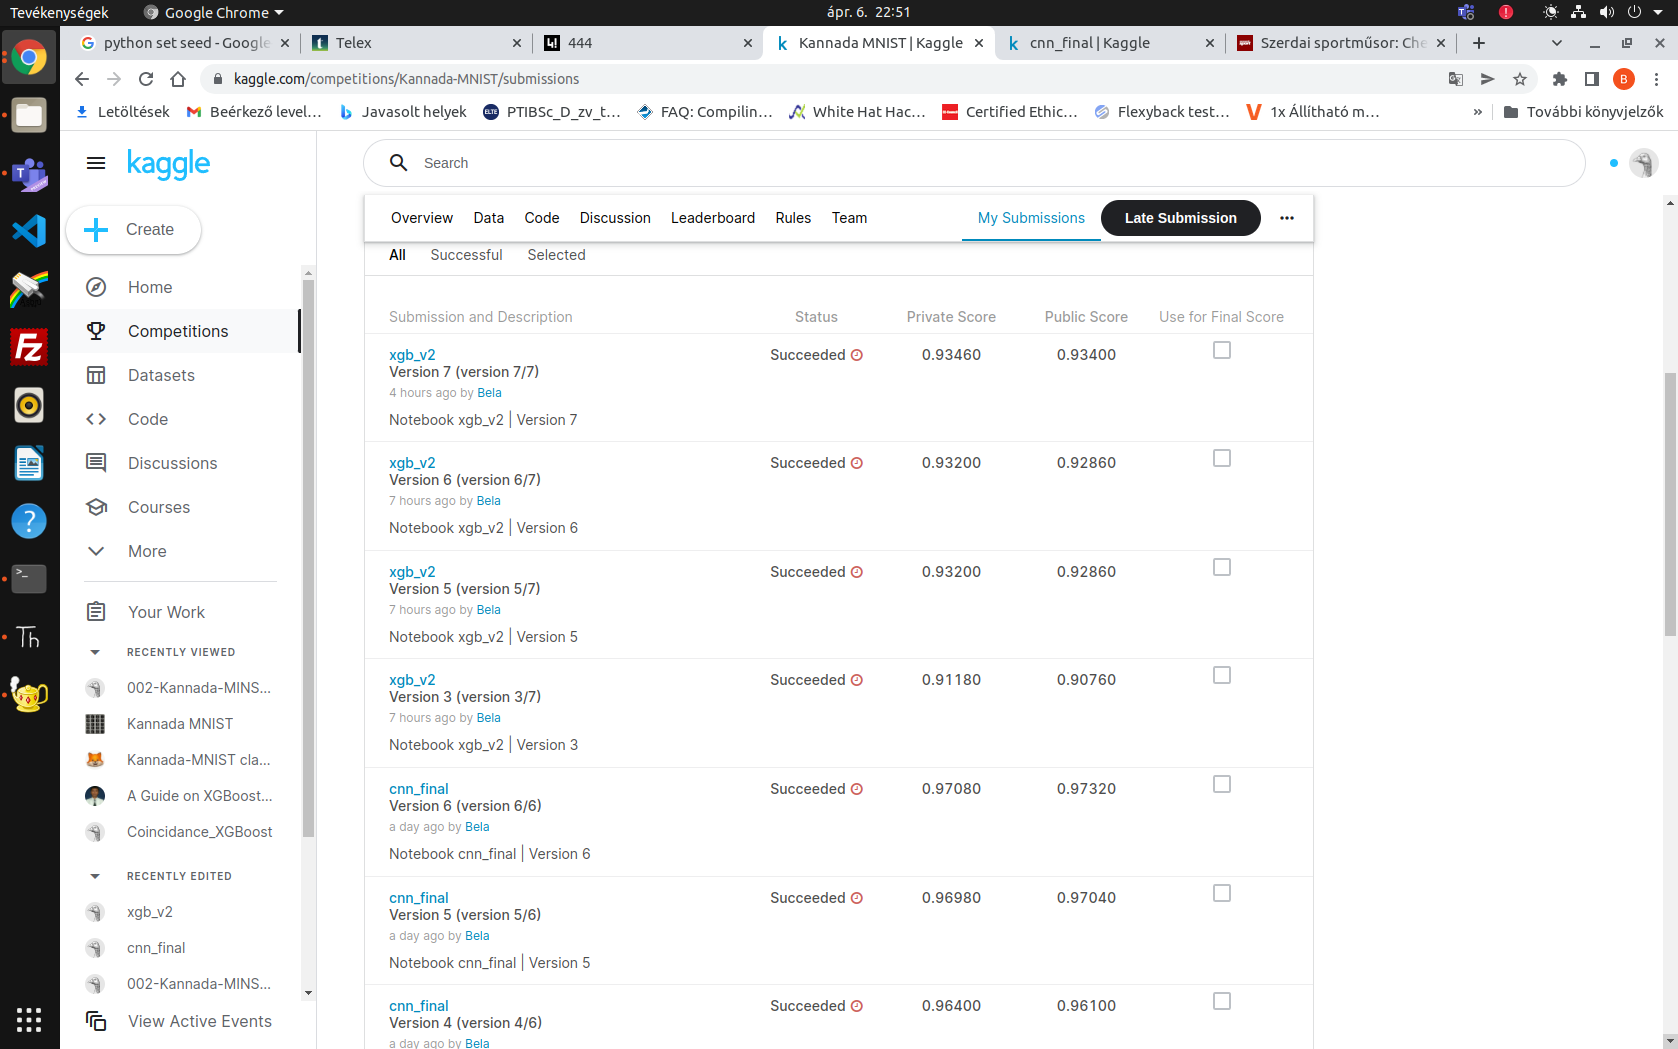 Tevékenységek
Google Chrome
ápr. 6. 22:51
python set seed - Google
Telex
444
Kannada MNIST | Kaggle
cnn_final | Kaggle
Szerdai sportműsor: Che
kaggle.com/competitions/Kannada-MNIST/submissions
B
Letöltések
Beérkező level...
Javasolt helyek
PTIBSc_D_zv_t...
FAQ: Compilin...
White Hat Hac...
Certified Ethic...
Flexyback test...
1x Állítható m...
»
További könyvjelzők
kaggle
Search
Create
Home
Competitions
Datasets
Code
Discussions
Courses
More
Your Work
RECENTLY VIEWED
002-Kannada-MINS...
Kannada MNIST
Kannada-MNIST cla...
A Guide on XGBoost...
Coincidance_XGBoost
RECENTLY EDITED
xgb_v2
cnn_final
002-Kannada-MINS...
View Active Events
Overview Data Code Discussion Leaderboard Rules Team My Submissions Late Submission
All Successful Selected
Submission and Description Status Private Score Public Score Use for Final Score
xgb_v2 Succeeded 0.93460 0.93400
Version 7 (version 7/7)
4 hours ago by Bela
Notebook xgb_v2 | Version 7
xgb_v2 Succeeded 0.93200 0.92860
Version 6 (version 6/7)
7 hours ago by Bela
Notebook xgb_v2 | Version 6
xgb_v2 Succeeded 0.93200 0.92860
Version 5 (version 5/7)
7 hours ago by Bela
Notebook xgb_v2 | Version 5
xgb_v2 Succeeded 0.91180 0.90760
Version 3 (version 3/7)
7 hours ago by Bela
Notebook xgb_v2 | Version 3
cnn_final Succeeded 0.97080 0.97320
Version 6 (version 6/6)
a day ago by Bela
Notebook cnn_final | Version 6
cnn_final Succeeded 0.96980 0.97040
Version 5 (version 5/6)
a day ago by Bela
Notebook cnn_final | Version 5
cnn_final Succeeded 0.96400 0.96100
Version 4 (version 4/6)
a day ago by Bela